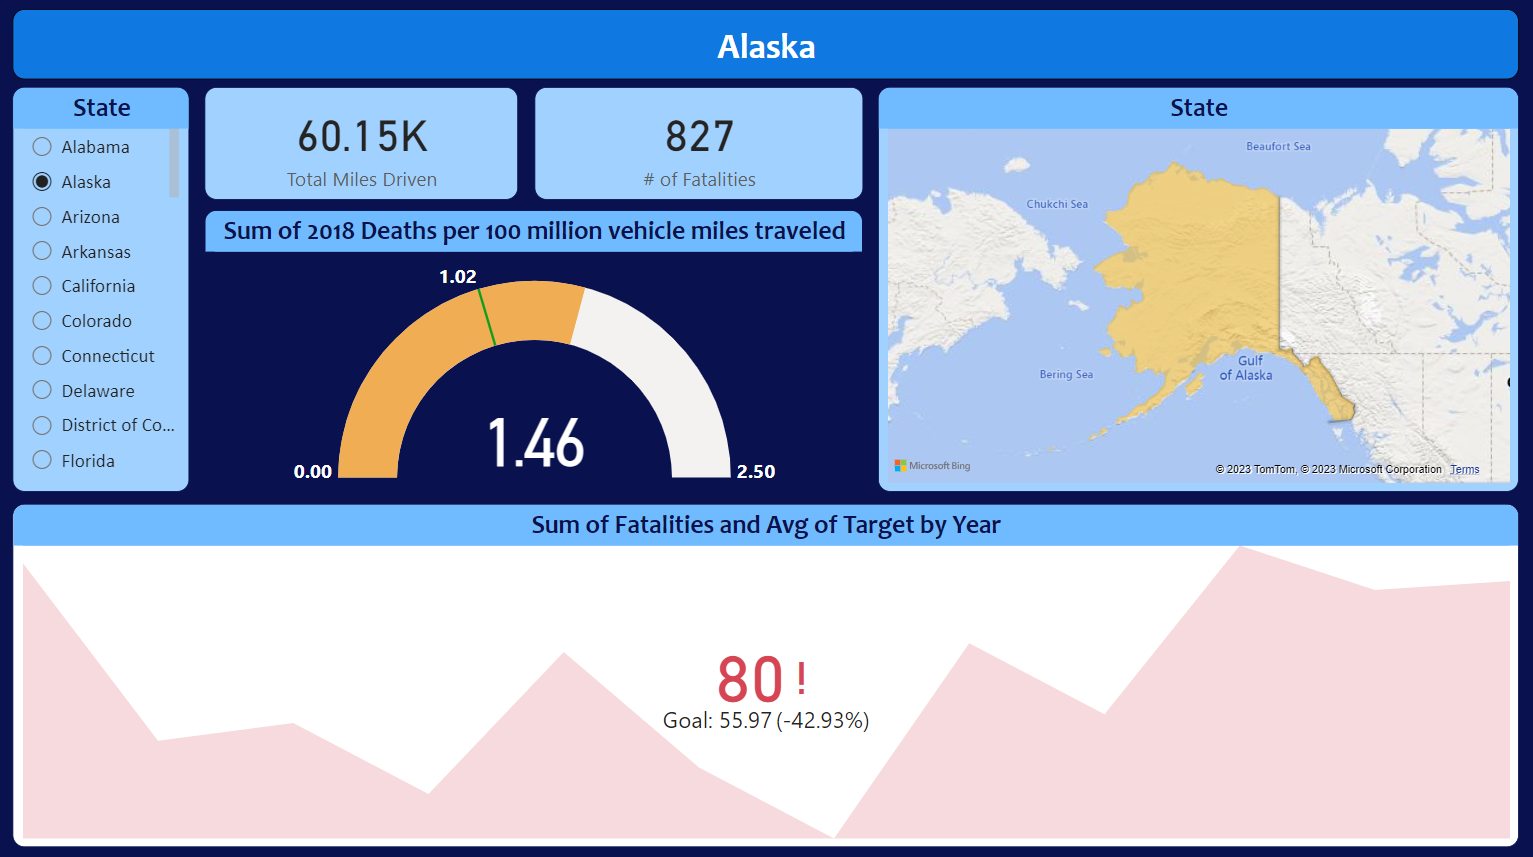 Alaska
State
Alabama
Alaska
Arizona
Arkansas
California
Colorado
Connecticut
Delaware
District of Co...
Florida
60.15K
Total Miles Driven
827
# of Fatalities
Sum of 2018 Deaths per 100 million vehicle miles traveled
1.02
1.46
0.00
2.50
State
Beaufort Sea
Chukchi Sea
Bering Sea
Gulf
of Alaska
Microsoft Bing
© 2023 TomTom, © 2023 Microsoft Corporation Terms
Sum of Fatalities and Avg of Target by Year
80 !
Goal: 55.97 (-42.93%)